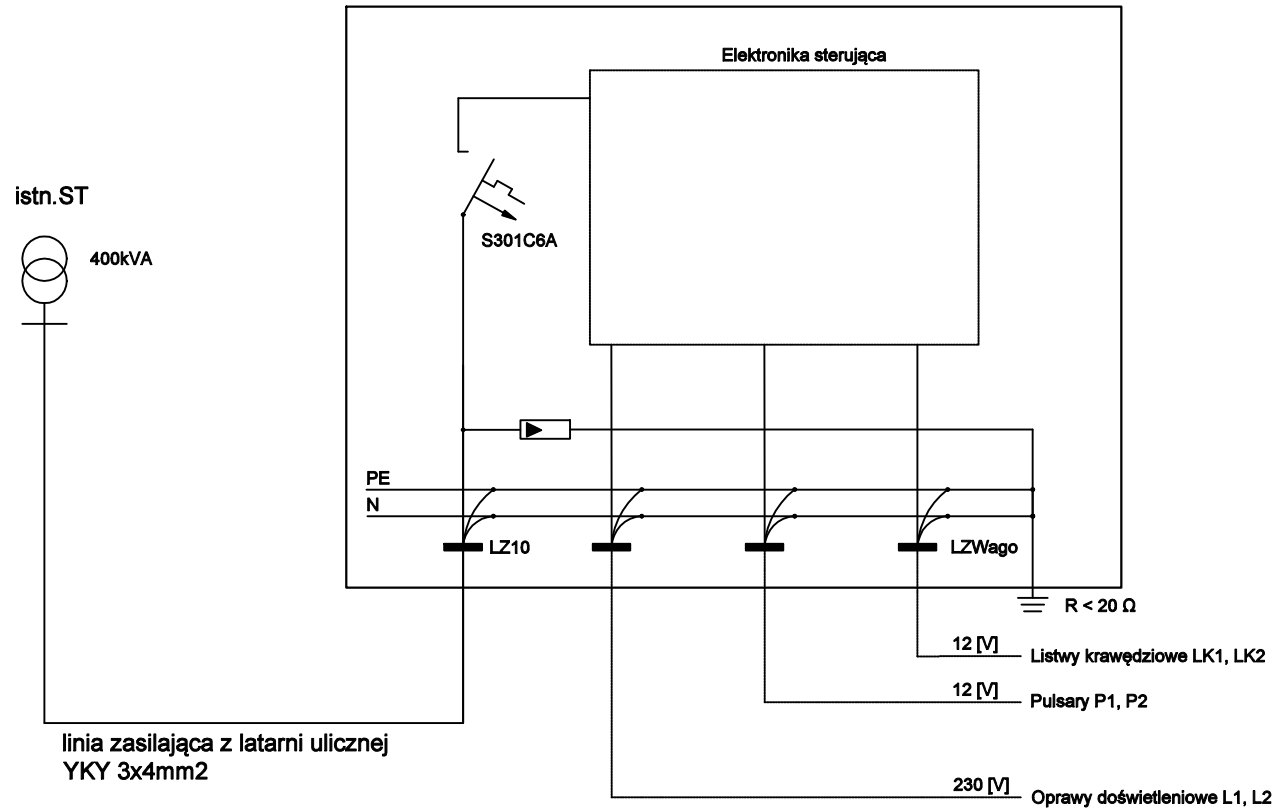 Elektronika sterująca
istn.ST
400kVA
S301C6A
PE
N
LZ10
LZWago
R < 20 Ω
12 [V]
Listwy krawędziowe LK1, LK2
12 [V]
Pulsary P1, P2
linia zasilająca z latarni ulicznej
YKY 3x4mm2
230 [V]
Oprawy doświetleniowe L1, L2